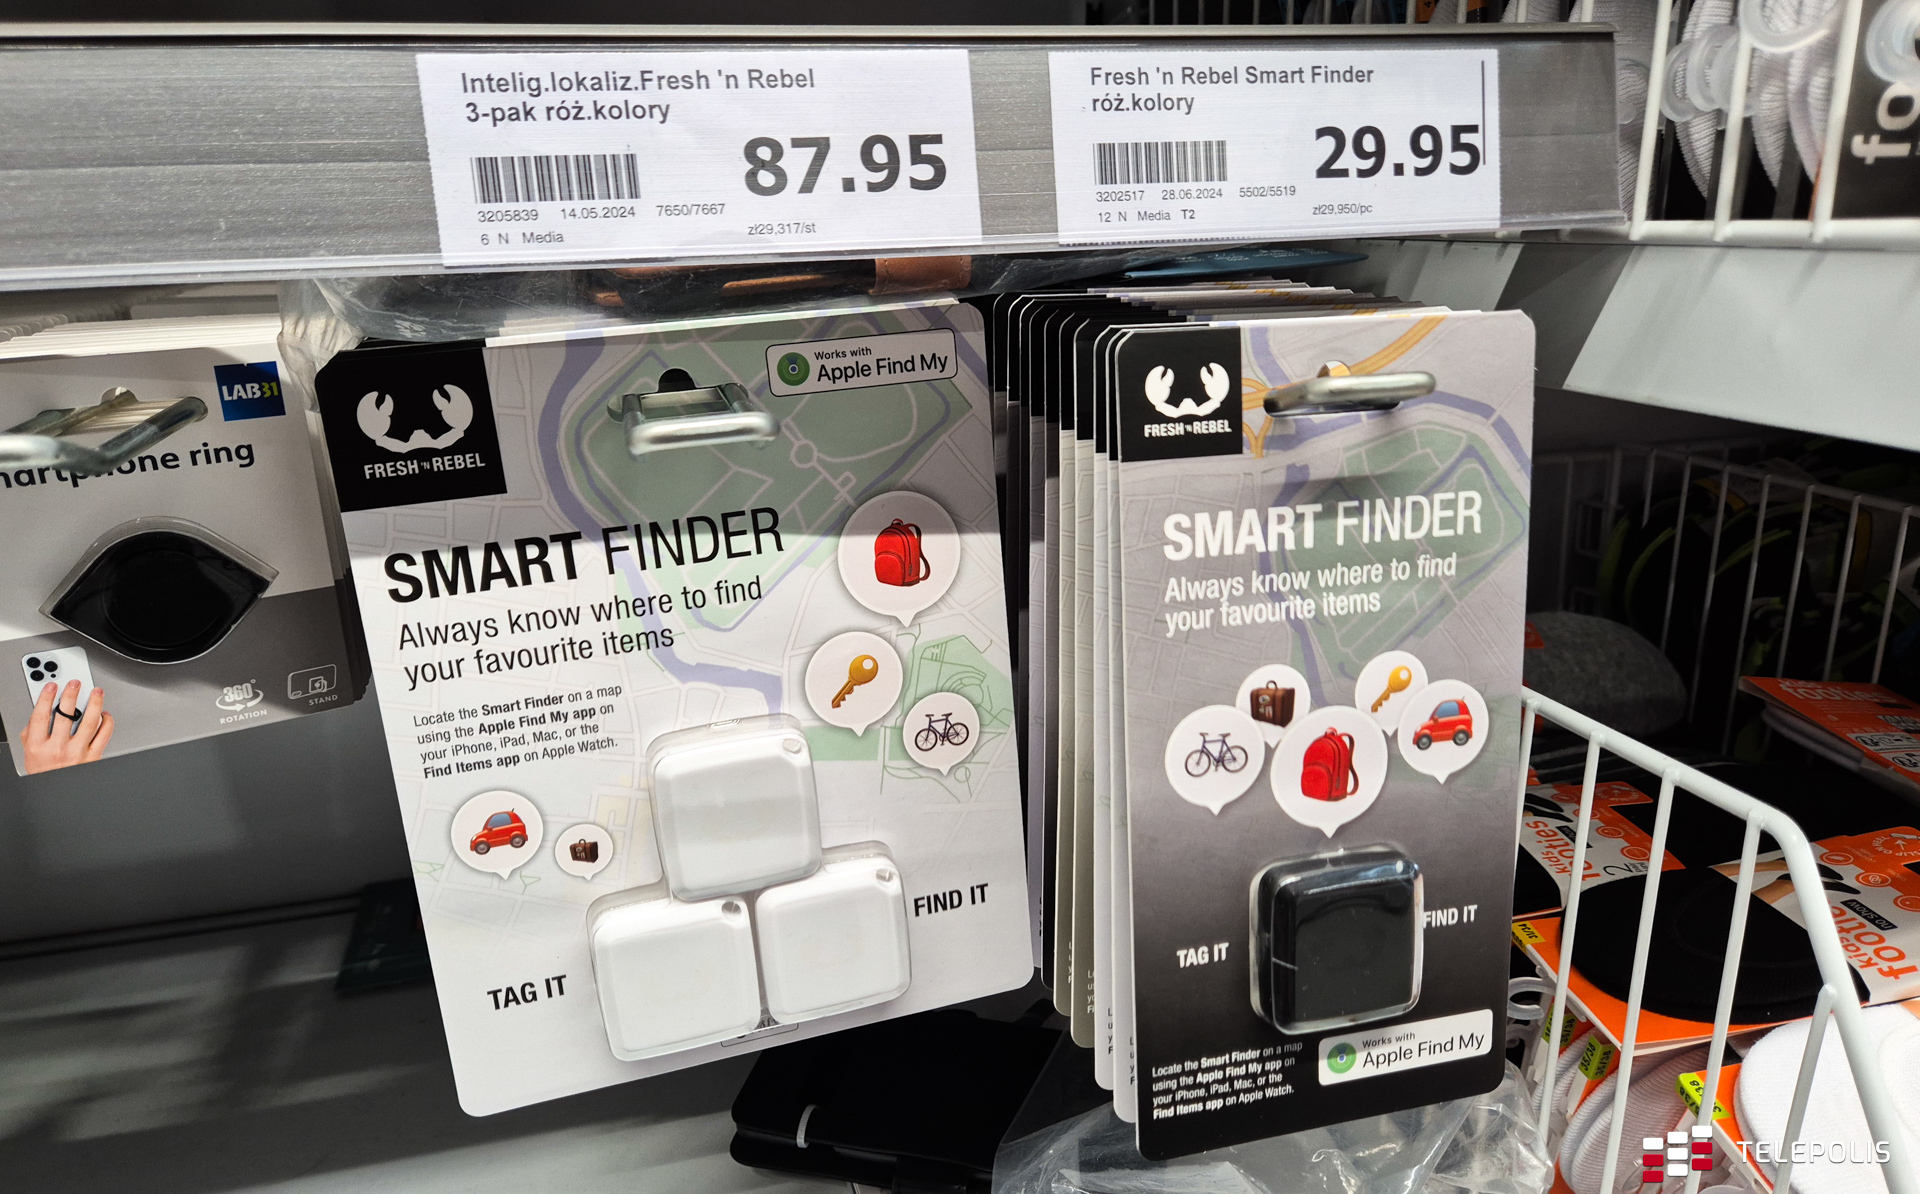 Intelig.lokaliz.Fresh 'n Rebel
3-pak róż.kolory
87.95
3205839 14.05.2024 7650/7667
6 N Media
zł29,317/st
Fresh 'n Rebel Smart Finder
róż.kolory
29.95
3202517 28.06.2024 5502/5519
12 N Media T2
zł29,950/pc
LAB31
ring
360°
ROTATION
STAND
FRESH 'N REBEL
Works with
Apple Find My
SMART FINDER
Always know where to find
your favourite items
Locate the Smart Finder on a map
using the Apple Find My app on
your iPhone, iPad, Mac, or the
Find Items app on Apple Watch.
TAG IT
FIND IT
FRESH 'N REBEL
SMART FINDER
Always know where to find
your favourite items
TAG IT
FIND IT
Works with
Apple Find My
Locate the Smart Finder on a map
using the Apple Find My app on
your iPhone, iPad, Mac, or the
Find Items app on Apple Watch.
fo
kids
footies
no show
TELEPOLIS